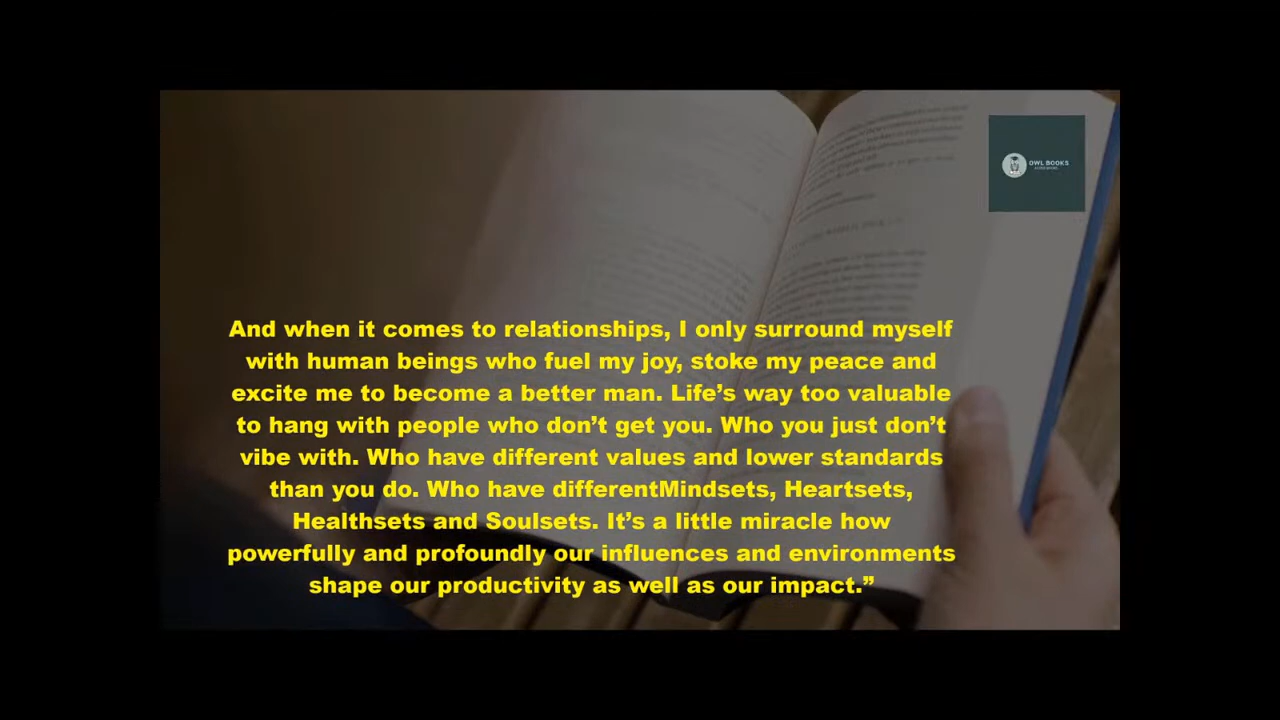 OWL BOOKS
And when it comes to relationships, I only surround myself
with human beings who fuel my joy, stoke my peace and
excite me to become a better man. Life’s way too valuable
to hang with people who don’t get you. Who you just don’t
vibe with. Who have different values and lower standards
than you do. Who have differentMindsets, Heartsets,
Healthsets and Soulsets. It’s a little miracle how
powerfully and profoundly our influences and environments
shape our productivity as well as our impact.”